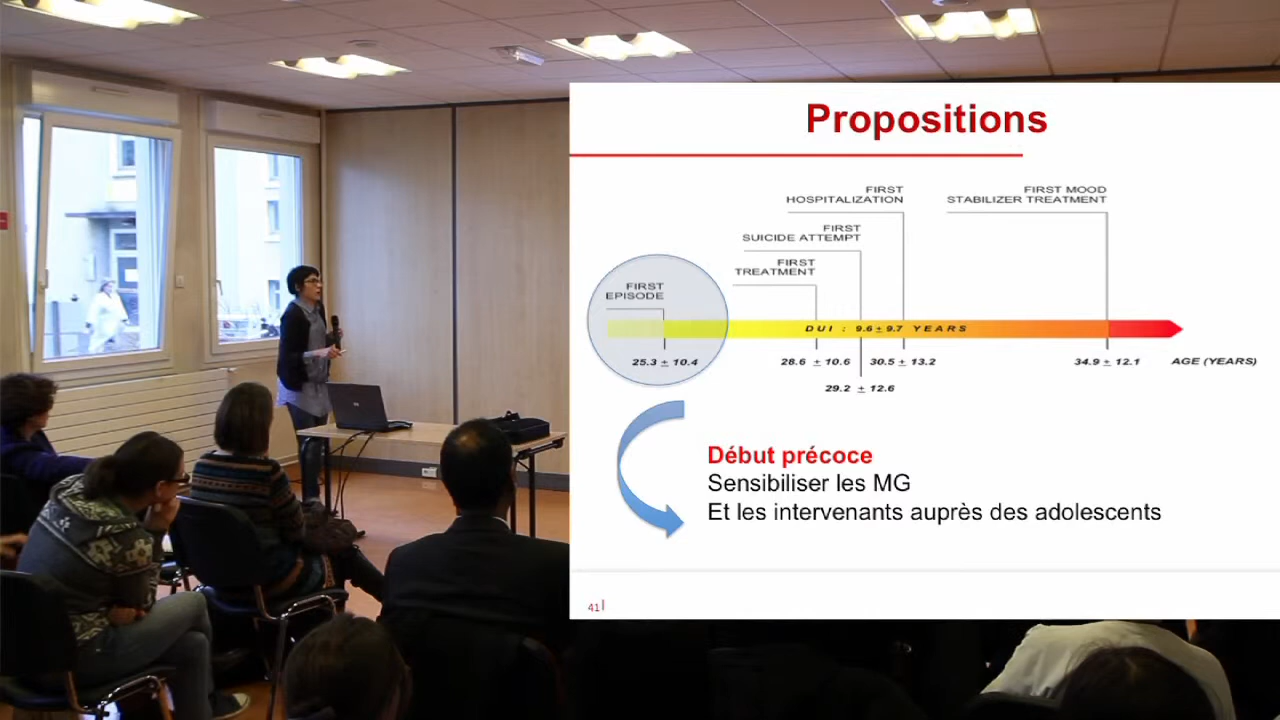 Propositions
FIRST
HOSPITALIZATION
FIRST MOOD
STABILIZER TREATMENT
FIRST
SUICIDE ATTEMPT
FIRST
TREATMENT
FIRST
EPISODE
DUI : 9.6 ± 9.7 YEARS
25.3 ± 10.4
28.6 ± 10.6
30.5 ± 13.2
34.9 ± 12.1
AGE (YEARS)
29.2 ± 12.6
Début précoce
Sensibiliser les MG
Et les intervenants auprès des adolescents
41